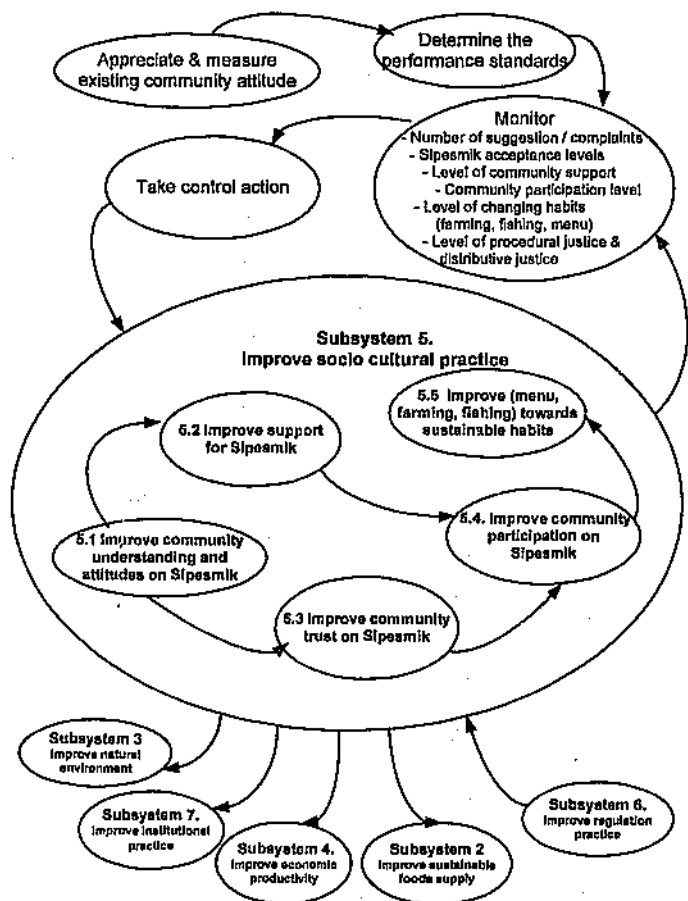 Appreciate & measure
existing community attitude
Determine the
performance standards
Monitor
- Number of suggestion / complaints
- Sipesmik acceptance levels
- Level of community support
- Community participation level
- Level of changing habits
(farming, fishing, menu)
- Level of procedural justice &
distributive justice
Take control action
Subsystem 5.
Improve socio cultural practice
5.5 Improve (menu,
farming, fishing) towards
sustainable habits
5.2 Improve support
for Sipesmik
5.4. Improve community
participation on
Sipesmik
5.1 Improve community
understanding and
attitudes on Sipesmik
5.3 Improve community
trust on Sipesmik
Subsystem 3
Improve natural
environment
Subsystem 7.
Improve institutional
practice
Subsystem 4.
Improve economic
productivity
Subsystem 2
Improve sustainable
foods supply
Subsystem 6.
Improve regulation
practice